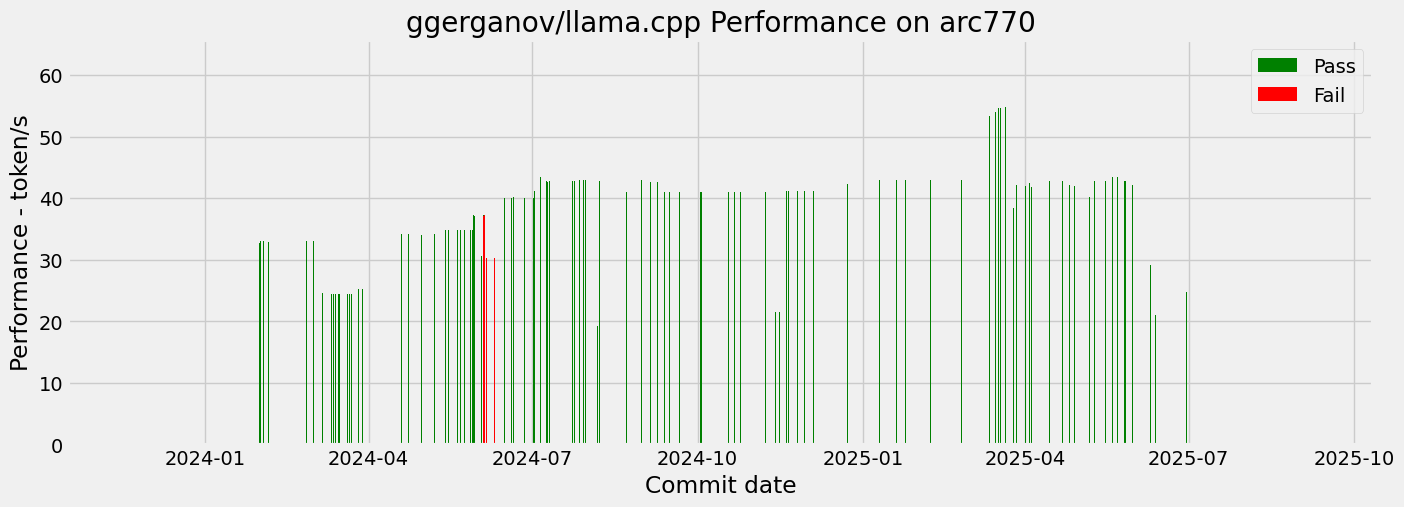 ggerganov/llama.cpp Performance on arc770
Pass
Fail
Performance - token/s
60
50
40
30
20
10
0
2024-01 2024-04 2024-07 2024-10 2025-01 2025-04 2025-07 2025-10
Commit date